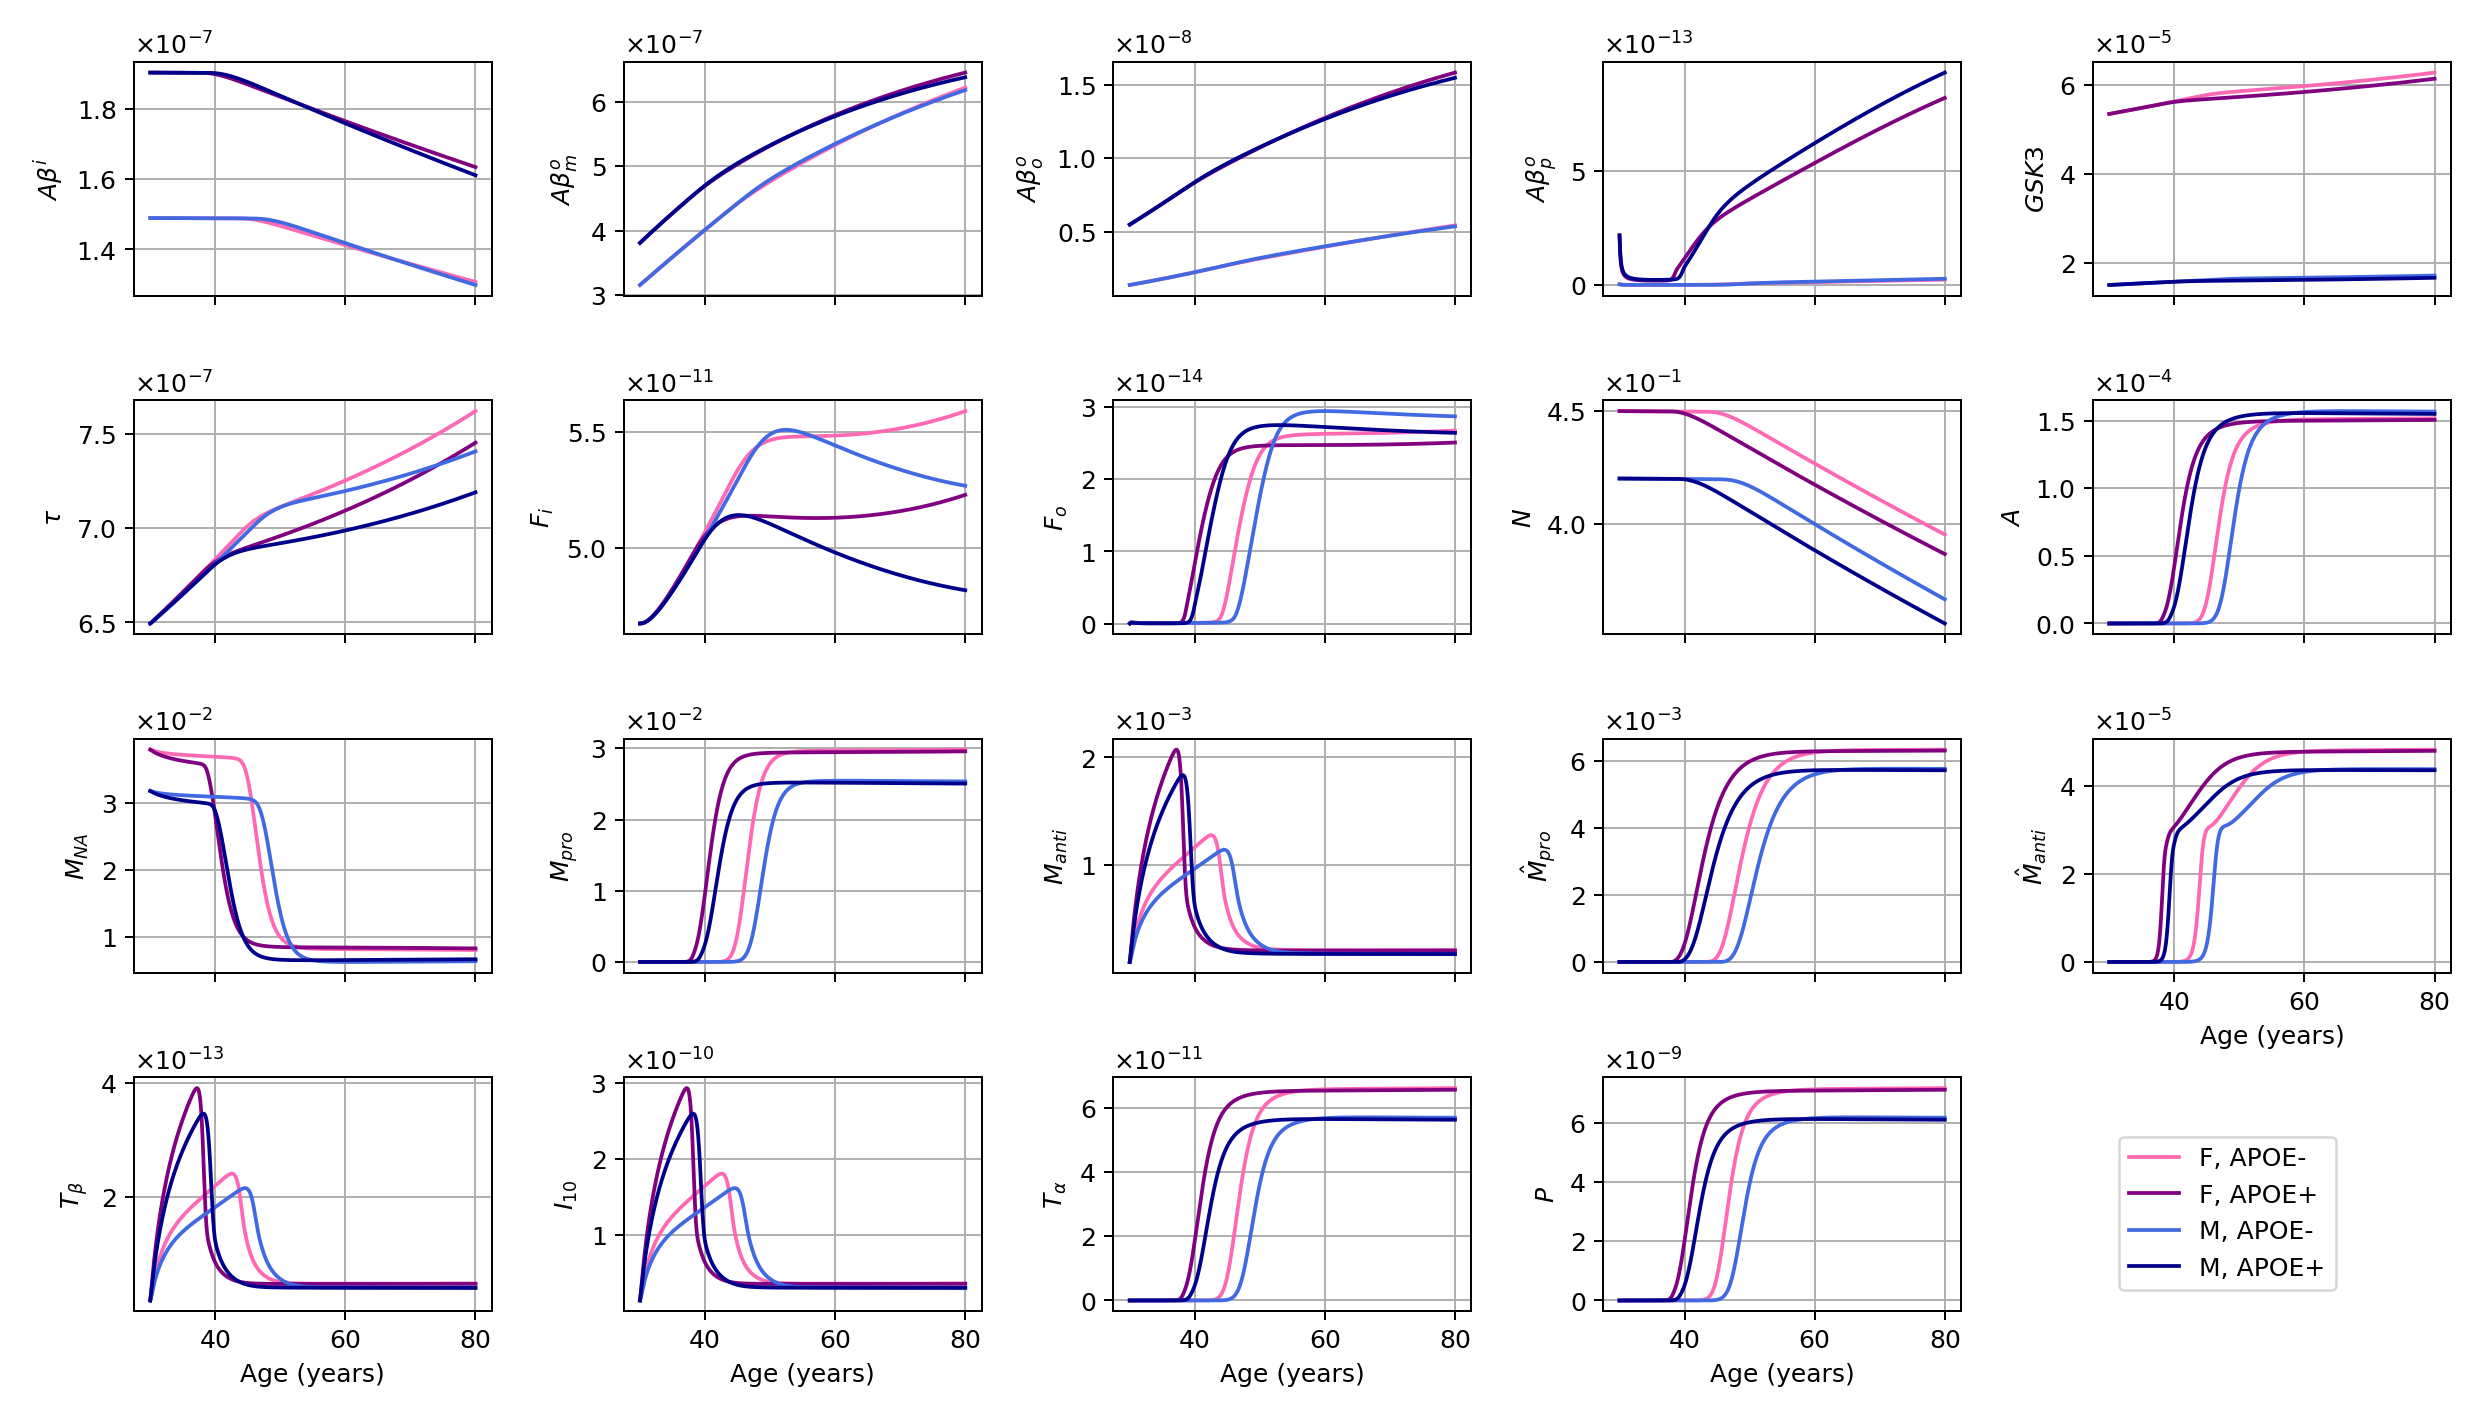 ×10⁻⁷ ×10⁻⁷ ×10⁻⁸ ×10⁻¹³ ×10⁻⁵
Aβⁱ 1.8 1.6 1.4
Aβₘᵒ 6 5 4 3
Aβₒᵒ 1.5 1.0 0.5
Aβₚᵒ 5 0
GSK3 6 4 2
×10⁻⁷ ×10⁻¹¹ ×10⁻¹⁴ ×10⁻¹ ×10⁻⁴
τ 7.5 7.0 6.5
Fᵢ 5.5 5.0
Fₒ 3 2 1 0
N 4.5 4.0
A 1.5 1.0 0.5 0.0
×10⁻² ×10⁻² ×10⁻³ ×10⁻³ ×10⁻⁵
M_NA 3 2 1
M_pro 3 2 1 0
M_anti 2 1
M̂_pro 6 4 2 0
M̂_anti 4 2 0
40 60 80
Age (years)
×10⁻¹³ ×10⁻¹⁰ ×10⁻¹¹ ×10⁻⁹
T_β 4 2
I₁₀ 3 2 1
T_α 6 4 2 0
P 6 4 2 0
F, APOE-
F, APOE+
M, APOE-
M, APOE+
40 60 80 40 60 80 40 60 80 40 60 80
Age (years) Age (years) Age (years) Age (years)